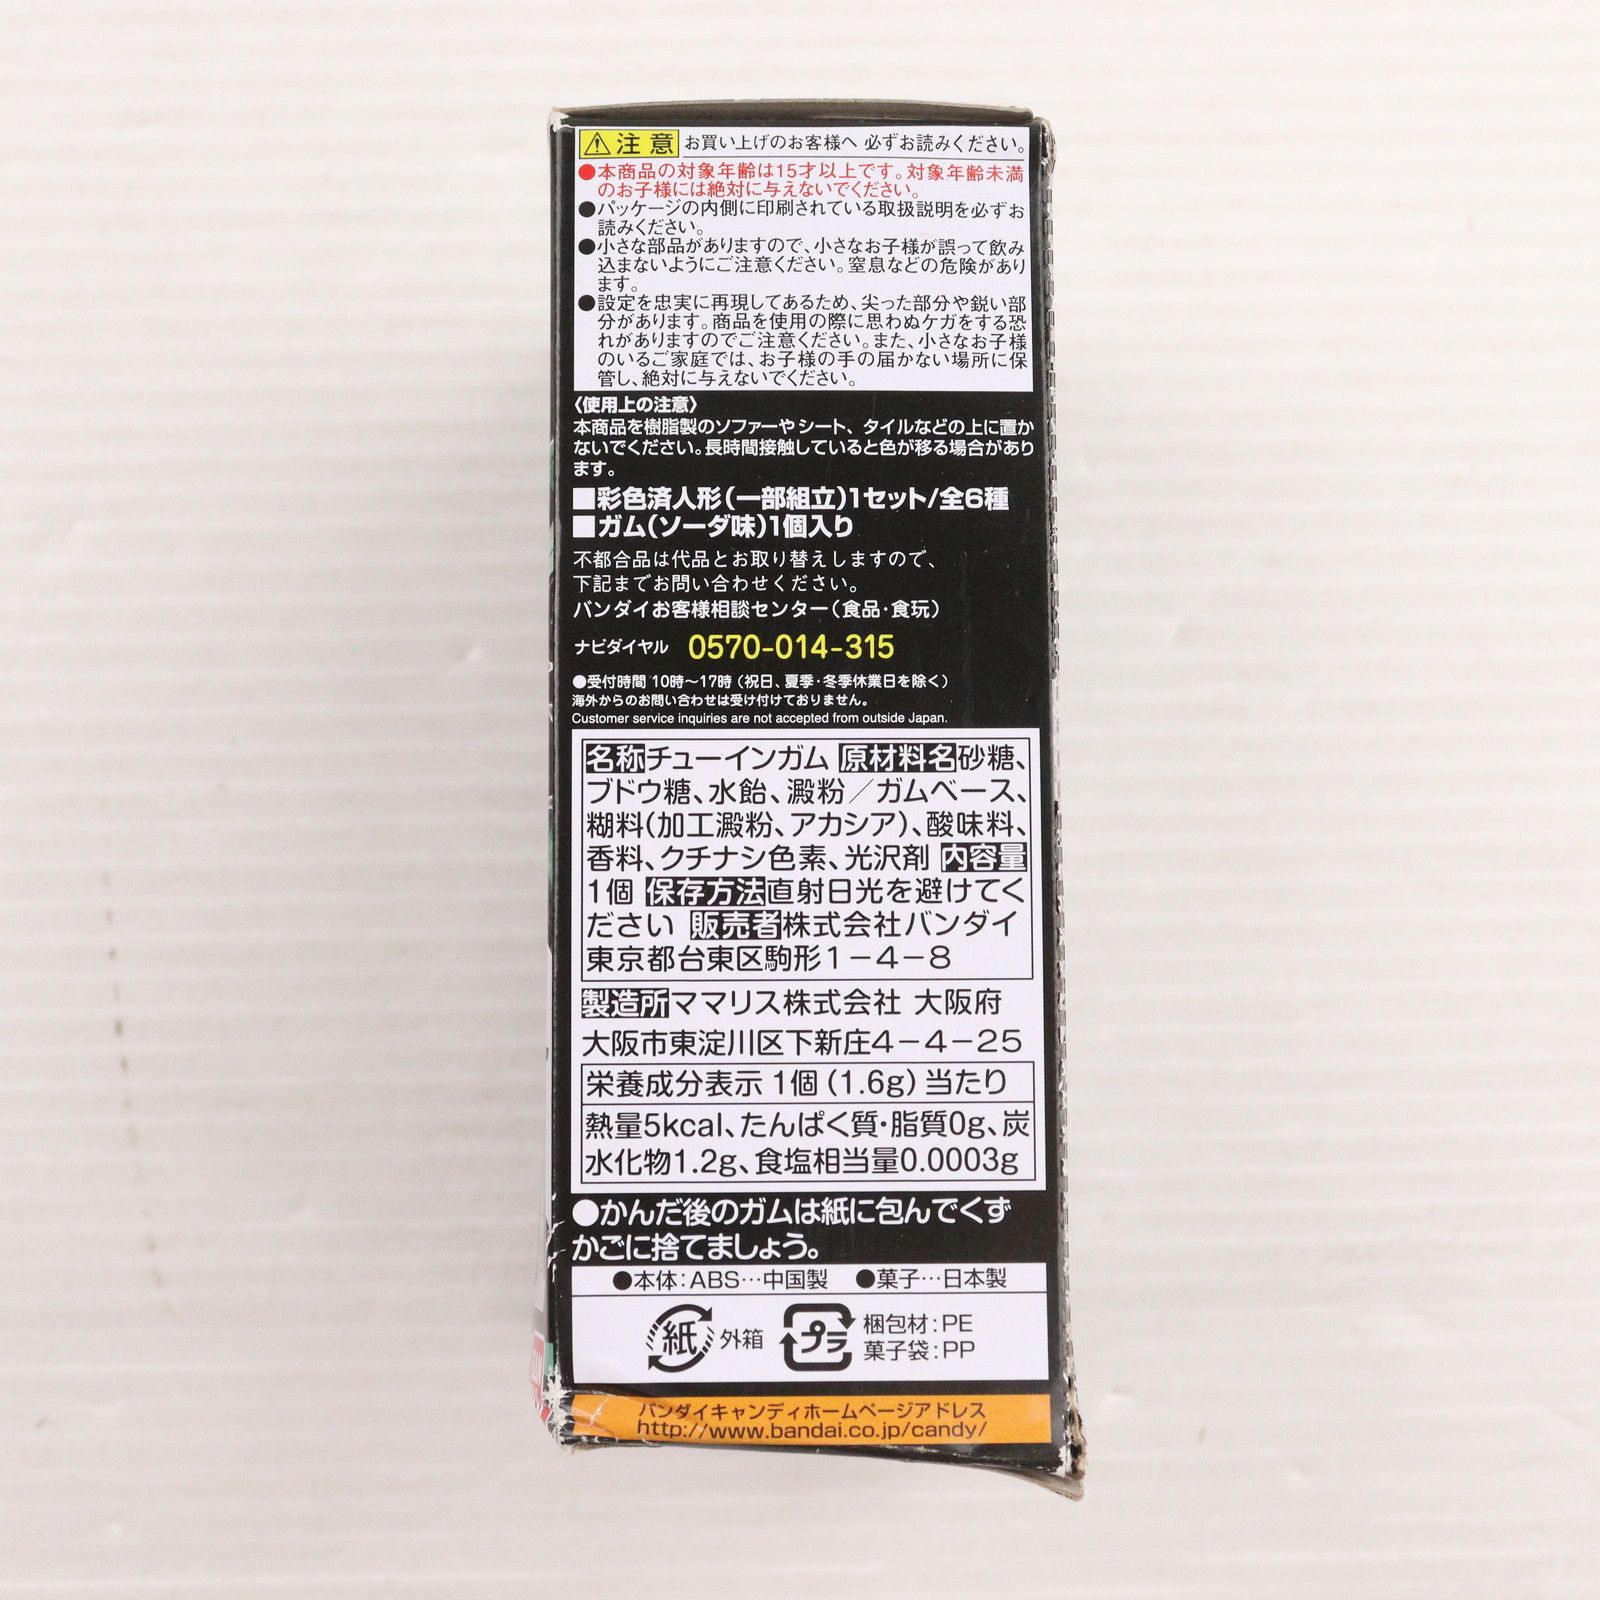 ⚠注意 お買い上げのお客様へ 必ずお読みください。
●本商品の対象年齢は15才以上です。対象年齢未満
のお子様には絶対に与えないでください。
●パッケージの内側に印刷されている取扱説明を必ずお
読みください。
●小さな部品がありますので、小さなお子様が誤って飲み
込まないようにご注意ください。窒息などの危険があり
ます。
●設定を忠実に再現してあるため、尖った部分や鋭い部
分があります。商品を使用の際に思わぬケガをする恐
れがありますのでご注意ください。また、小さなお子様
のいるご家庭では、お子様の手の届かない場所に保
管し、絶対に与えないでください。
〈使用上の注意〉
本商品を樹脂製のソファーやシート、タイルなどの上に置か
ないでください。長時間接触していると色が移る場合があり
ます。
■彩色済人形(一部組立)1セット/全6種
■ガム(ソーダ味)1個入り
不都合品は代品とお取り替えしますので、
下記までお問い合わせください。
バンダイお客様相談センター(食品・食玩)
ナビダイヤル 0570-014-315
●受付時間 10時～17時(祝日、夏季・冬季休業日を除く)
海外からのお問い合わせは受け付けておりません。
Customer service inquiries are not accepted from outside Japan.
名称チューインガム 原材料名砂糖、
ブドウ糖、水飴、澱粉／ガムベース、
糊料(加工澱粉、アカシア)、酸味料、
香料、クチナシ色素、光沢剤 内容量
1個 保存方法直射日光を避けてく
ださい 販売者株式会社バンダイ
東京都台東区駒形1－4－8
製造所ママリス株式会社 大阪府
大阪市東淀川区下新庄4－4－25
栄養成分表示 1個(1.6g)当たり
熱量5kcal、たんぱく質・脂質0g、炭
水化物1.2g、食塩相当量0.0003g
●かんだ後のガムは紙に包んでくず
かごに捨てましょう。
●本体:ABS…中国製 ●菓子…日本製
紙 外箱 プラ 梱包材:PE
菓子袋:PP
バンダイキャンディホームページアドレス
http://www.bandai.co.jp/candy/